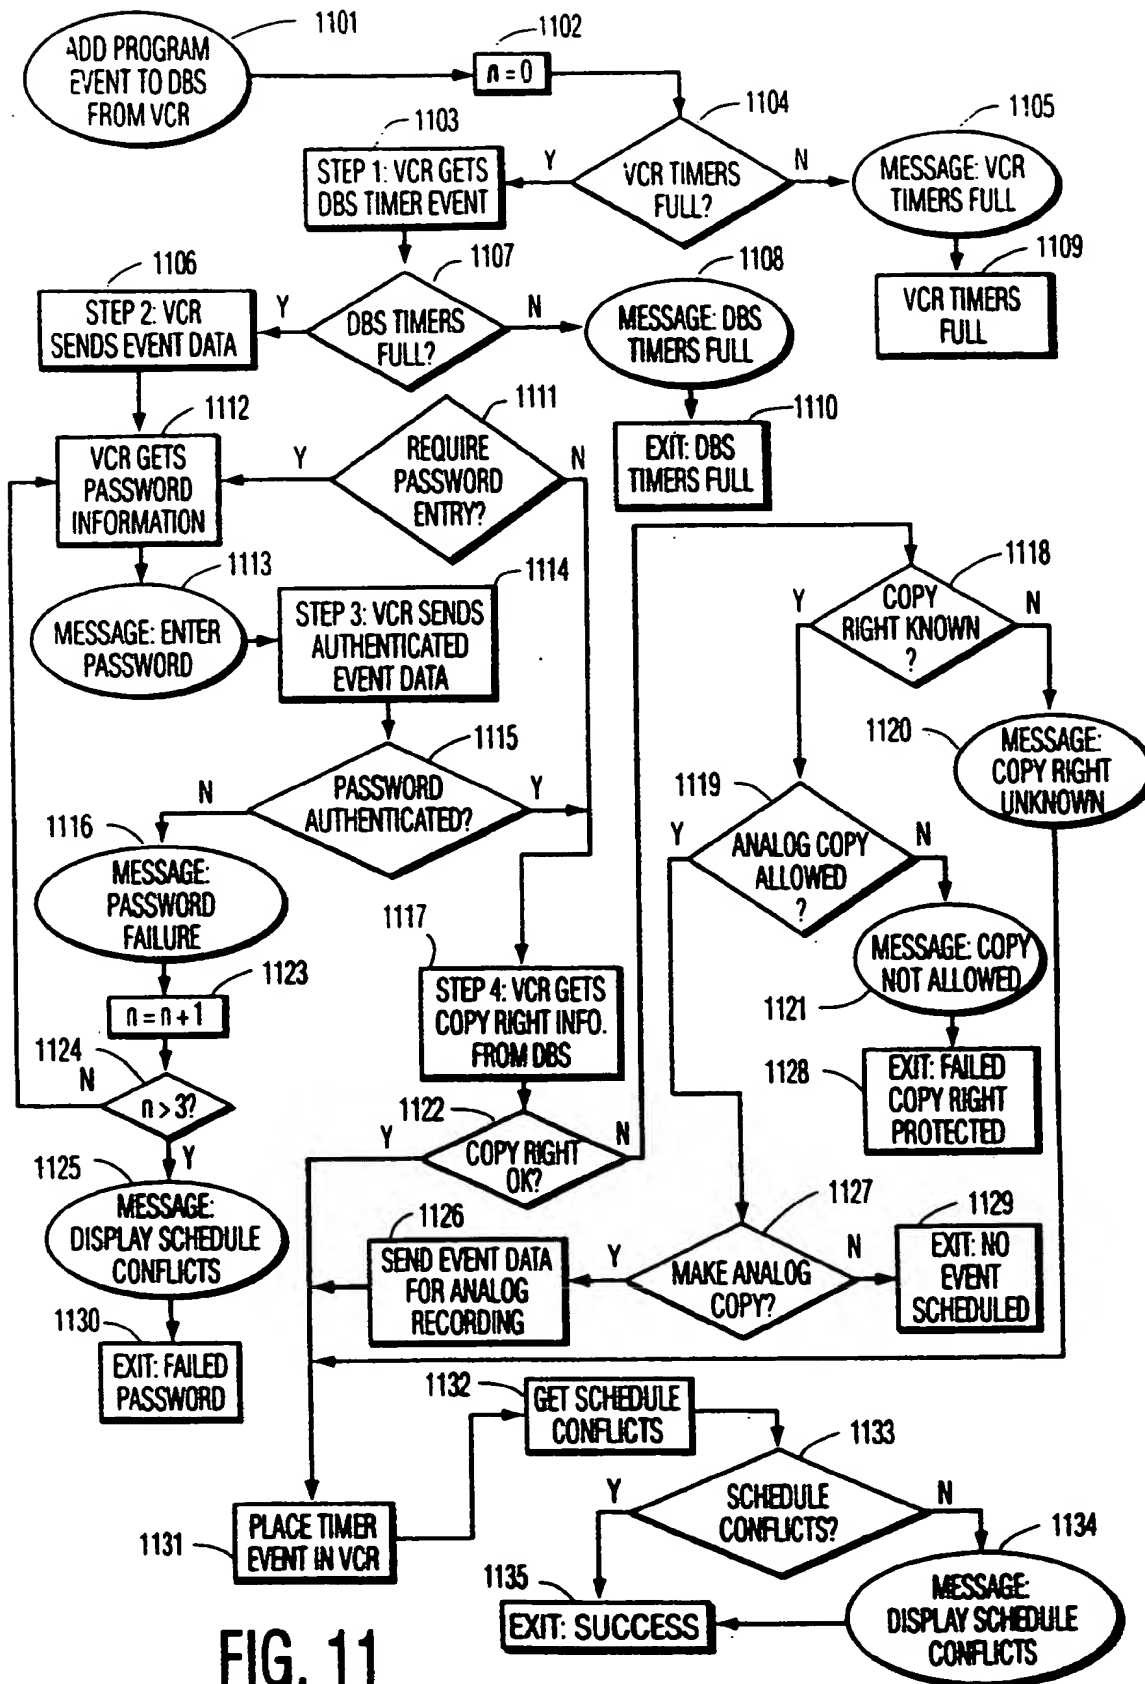 1101
ADD PROGRAM
EVENT TO DBS
FROM VCR
1102
n = 0
1103
STEP 1: VCR GETS
DBS TIMER EVENT
1104
VCR TIMERS
FULL?
Y
N
1105
MESSAGE: VCR
TIMERS FULL
1106
STEP 2: VCR
SENDS EVENT DATA
1107
DBS TIMERS
FULL?
Y
N
1108
MESSAGE: DBS
TIMERS FULL
1109
VCR TIMERS
FULL
1110
EXIT: DBS
TIMERS FULL
1111
REQUIRE
PASSWORD
ENTRY?
Y
N
1112
VCR GETS
PASSWORD
INFORMATION
1113
MESSAGE: ENTER
PASSWORD
1114
STEP 3: VCR SENDS
AUTHENTICATED
EVENT DATA
1115
PASSWORD
AUTHENTICATED?
N
Y
1116
MESSAGE:
PASSWORD
FAILURE
1117
STEP 4: VCR GETS
COPY RIGHT INFO.
FROM DBS
1118
COPY
RIGHT KNOWN
?
Y
N
1119
ANALOG COPY
ALLOWED
?
Y
N
1120
MESSAGE:
COPY RIGHT
UNKNOWN
1121
MESSAGE: COPY
NOT ALLOWED
1122
COPY RIGHT
OK?
Y
N
1123
n = n + 1
1124
n > 3?
N
Y
1125
MESSAGE:
DISPLAY SCHEDULE
CONFLICTS
1126
SEND EVENT DATA
FOR ANALOG
RECORDING
1127
MAKE ANALOG
COPY?
Y
N
1128
EXIT: FAILED
COPY RIGHT
PROTECTED
1129
EXIT: NO
EVENT
SCHEDULED
1130
EXIT: FAILED
PASSWORD
1131
PLACE TIMER
EVENT IN VCR
1132
GET SCHEDULE
CONFLICTS
1133
SCHEDULE
CONFLICTS?
Y
N
1134
MESSAGE:
DISPLAY SCHEDULE
CONFLICTS
1135
EXIT: SUCCESS
FIG. 11